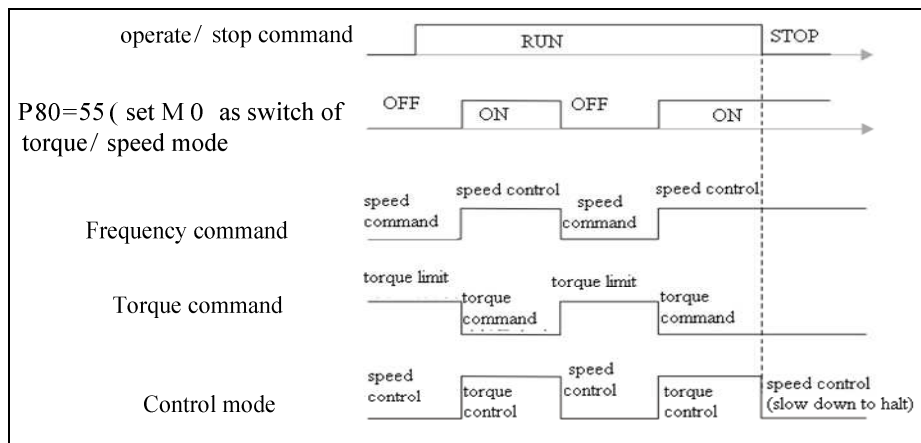 operate/ stop command
RUN
STOP
P80=55( set M 0 as switch of
torque/ speed mode
OFF
ON
OFF
ON
Frequency command
speed
command
speed control
speed
command
speed control
Torque command
torque limit
torque
command
torque limit
torque
command
Control mode
speed
control
torque
control
speed
control
torque
control
speed control
(slow down to halt)